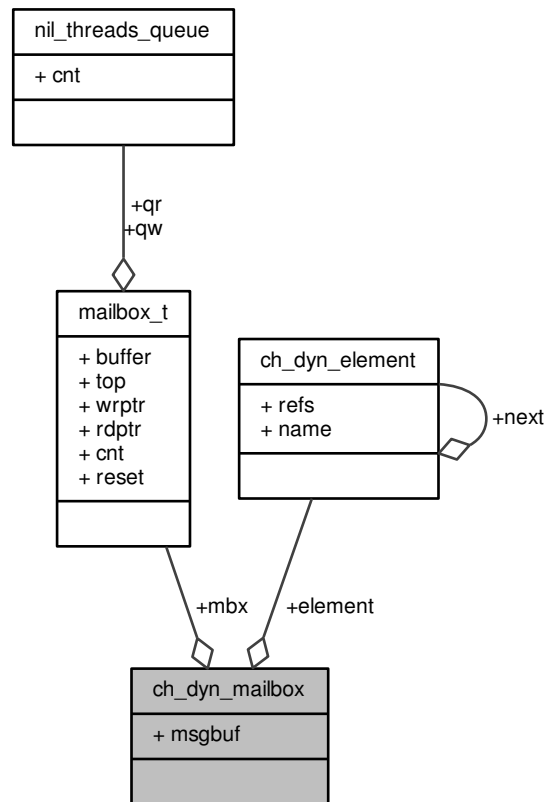 nil_threads_queue
+ cnt
+qr
+qw
mailbox_t
+ buffer
+ top
+ wrptr
+ rdptr
+ cnt
+ reset
ch_dyn_element
+ refs
+ name
+next
+mbx
+element
ch_dyn_mailbox
+ msgbuf